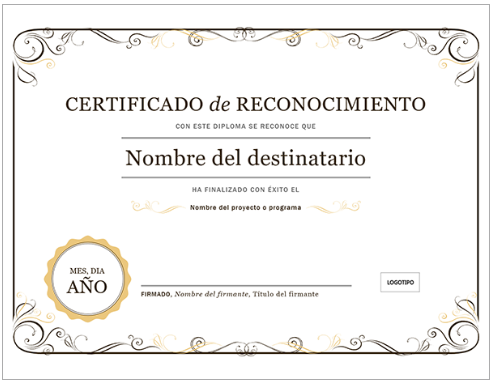 CERTIFICADO de RECONOCIMIENTO
CON ESTE DIPLOMA SE RECONOCE QUE
Nombre del destinatario
HA FINALIZADO CON ÉXITO EL
Nombre del proyecto o programa
MES, DIA
AÑO
FIRMADO, Nombre del firmante, Título del firmante
LOGOTIPO